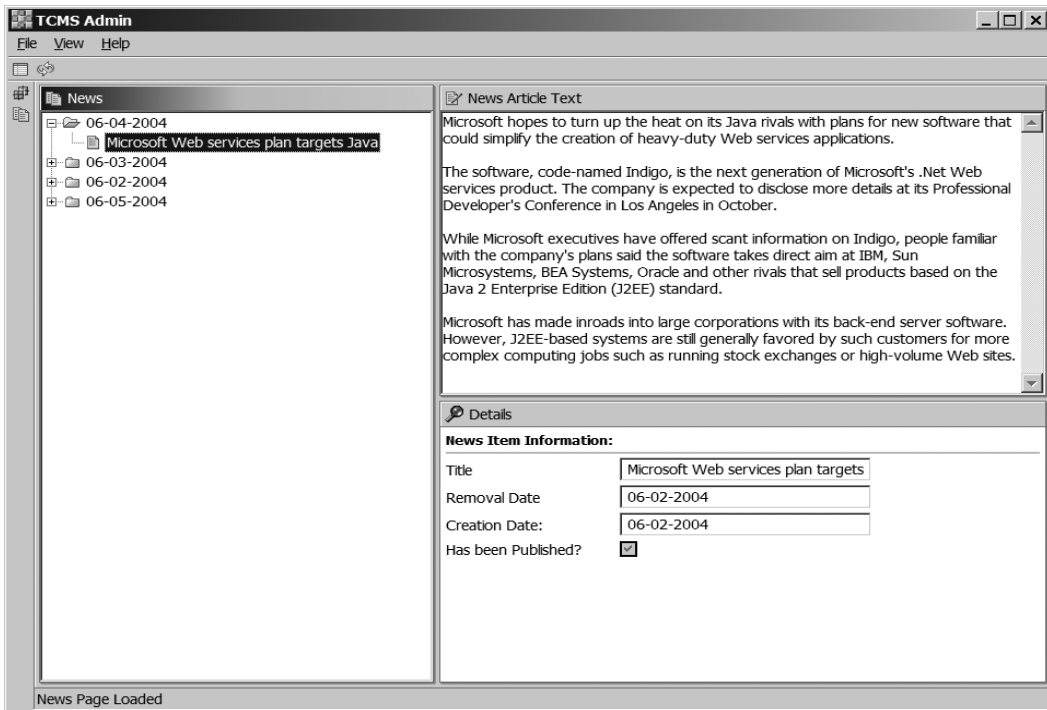 TCMS Admin
File View Help
News
06-04-2004
Microsoft Web services plan targets Java
06-03-2004
06-02-2004
06-05-2004
News Article Text
Microsoft hopes to turn up the heat on its Java rivals with plans for new software that
could simplify the creation of heavy-duty Web services applications.
The software, code-named Indigo, is the next generation of Microsoft's .Net Web
services product. The company is expected to disclose more details at its Professional
Developer's Conference in Los Angeles in October.
While Microsoft executives have offered scant information on Indigo, people familiar
with the company's plans said the software takes direct aim at IBM, Sun
Microsystems, BEA Systems, Oracle and other rivals that sell products based on the
Java 2 Enterprise Edition (J2EE) standard.
Microsoft has made inroads into large corporations with its back-end server software.
However, J2EE-based systems are still generally favored by such customers for more
complex computing jobs such as running stock exchanges or high-volume Web sites.
Details
News Item Information:
Title Microsoft Web services plan targets
Removal Date 06-02-2004
Creation Date: 06-02-2004
Has been Published?
News Page Loaded